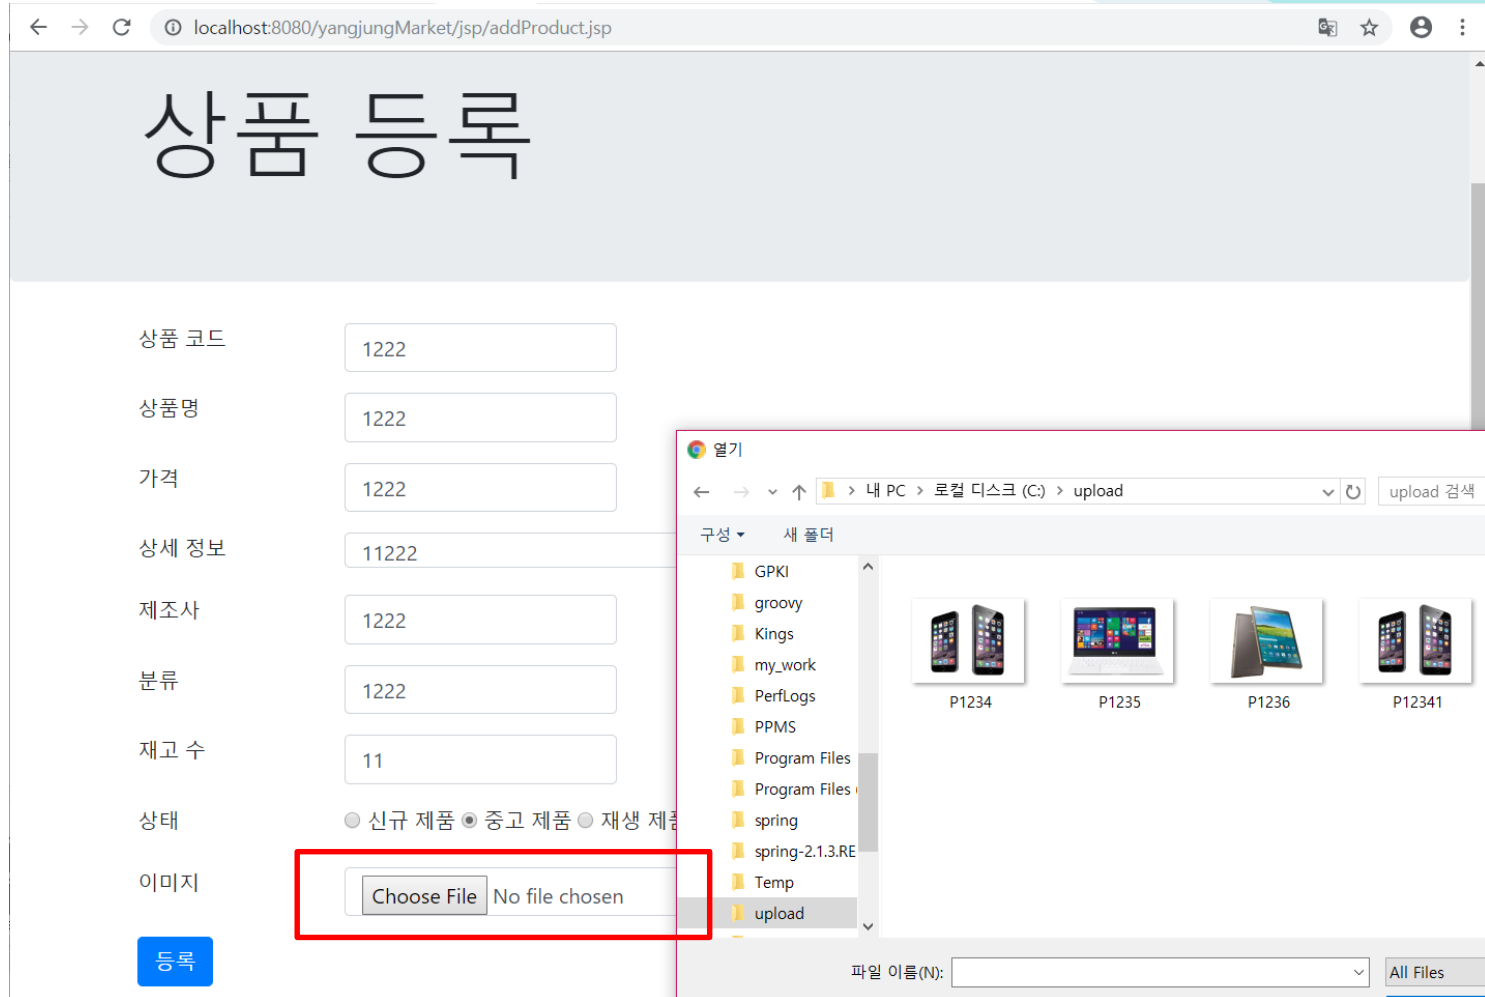 localhost:8080/yangjungMarket/jsp/addProduct.jsp
상품 등록
상품 코드
1222
상품명
1222
가격
1222
상세 정보
11222
제조사
1222
분류
1222
재고 수
11
상태
신규 제품 중고 제품 재생 제품
이미지
Choose File No file chosen
등록
열기
내 PC > 로컬 디스크 (C:) > upload
upload 검색
구성 새 폴더
GPKI
groovy
Kings
my_work
PerfLogs
PPMS
Program Files
Program Files (
spring
spring-2.1.3.RE
Temp
upload
P1234
P1235
P1236
P12341
파일 이름(N):
All Files